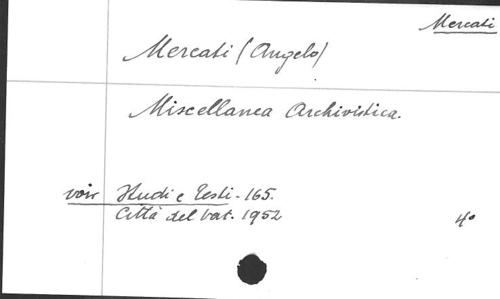 Mercati
Mercati (Angelo)
Miscellanea Archivistica.
voir Studi e Testi - 165.
Città del Vat. 1952
4°